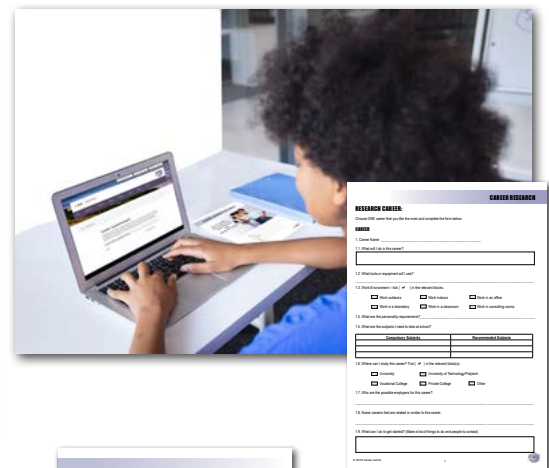 CAREER RESEARCH
RESEARCH CAREER:
Choose ONE career that you like the most and complete the form below.
CAREER
1. Career Name:
1.1. What will I do in this career?
1.2. What tools or equipment will I use?
1.3. Work Environment – tick ( ✓ ) in the relevant blocks.
Work outdoors Work indoors Work in an office
Work in a laboratory Work in a classroom Work in consulting rooms
1.4. What are the personality requirements?
1.5. What are the subjects I need to take at school?
Compulsory Subjects Recommended Subjects
1.6. Where can I study this career? Tick ( ✓ ) in the relevant block(s).
University University of Technology/Polytech
Vocational College Private College Other
1.7. Who are the possible employers for this career?
1.8. Name careers that are related or similar to this career.
1.9. What can I do to get started? (Make a list of things to do and people to contact)